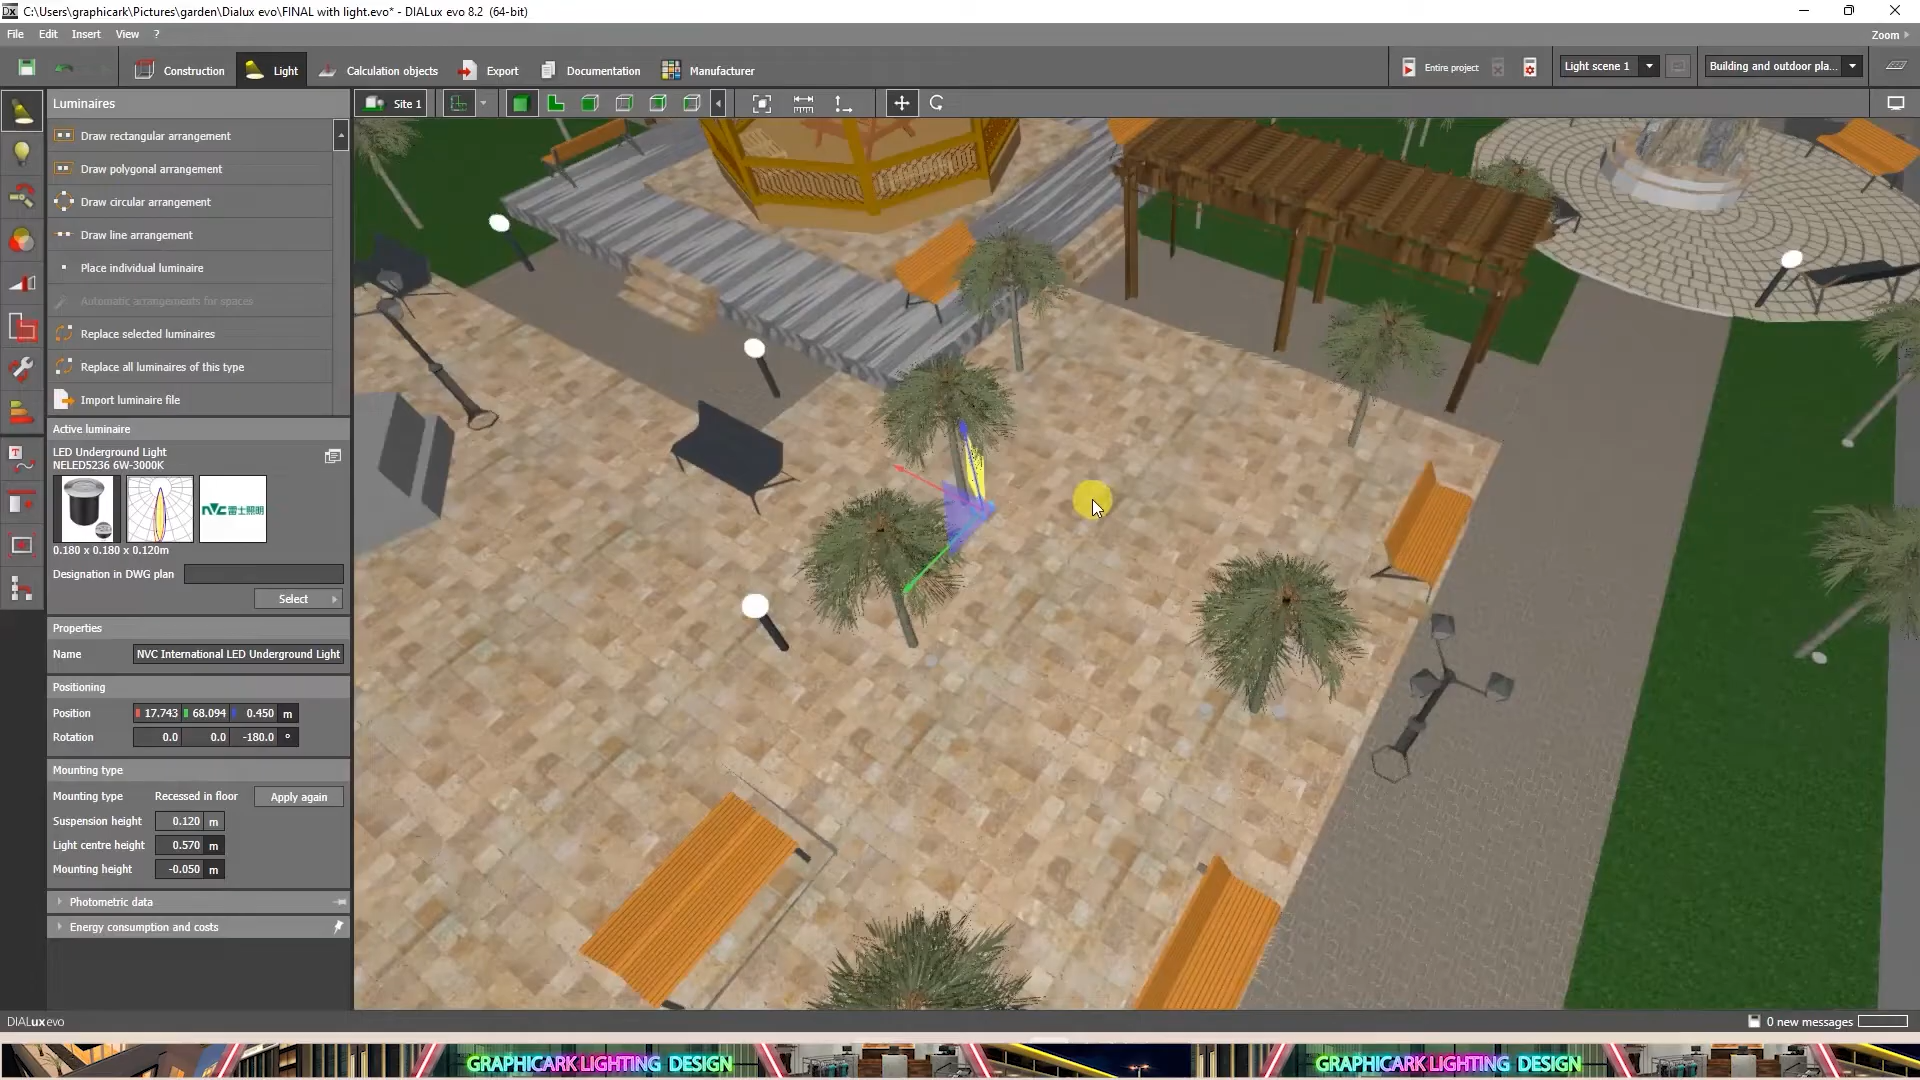 C:\Users\graphicark\Pictures\garden\Dialux evo\FINAL with light.evo* - DIALux evo 8.2 (64-bit)
File Edit Insert View ?
Zoom
Construction Light Calculation objects Export Documentation Manufacturer
Entire project
Light scene 1
Building and outdoor pla...
Luminaires
Site 1
Draw rectangular arrangement
Draw polygonal arrangement
Draw circular arrangement
Draw line arrangement
Place individual luminaire
Automatic arrangements for spaces
Replace selected luminaires
Replace all luminaires of this type
Import luminaire file
Active luminaire
LED Underground Light
NELED5236 6W-3000K
nVC 雷士照明
0.180 x 0.180 x 0.120m
Designation in DWG plan
Select
Properties
Name NVC International LED Underground Light
Positioning
Position 17.743 68.094 0.450 m
Rotation 0.0 0.0 -180.0 °
Mounting type
Mounting type Recessed in floor Apply again
Suspension height 0.120 m
Light centre height 0.570 m
Mounting height -0.050 m
Photometric data
Energy consumption and costs
DIALux evo
0 new messages
GRAPHICARK LIGHTING DESIGN
GRAPHICARK LIGHTING DESIGN